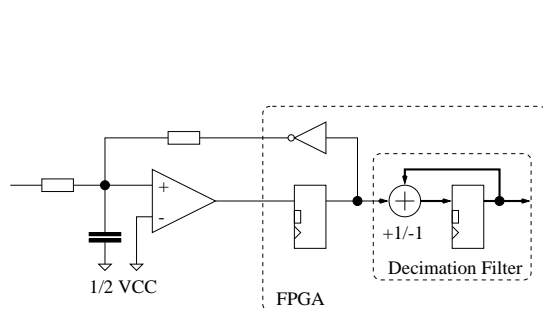 +
-
+1/-1
1/2 VCC
Decimation Filter
FPGA